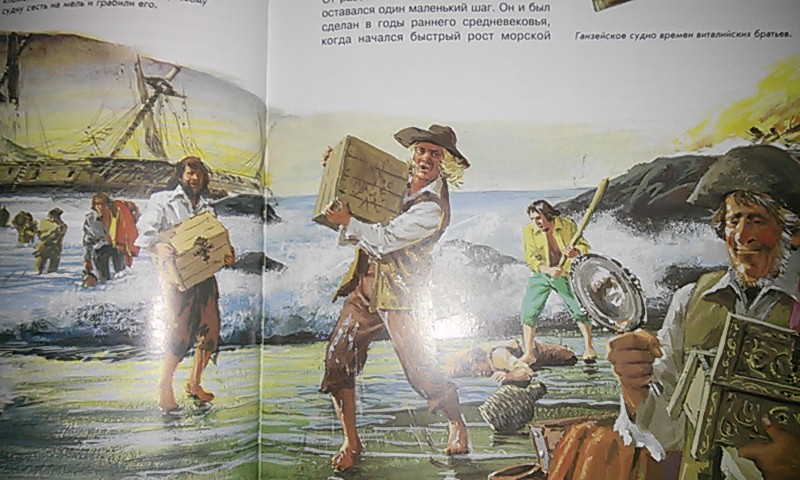 судну сесть на мель и грабили его.
оставался один маленький шаг. Он и был
сделан в годы раннего средневековья,
когда начался быстрый рост морской
Ганзейское судно времен виталийских братьев.